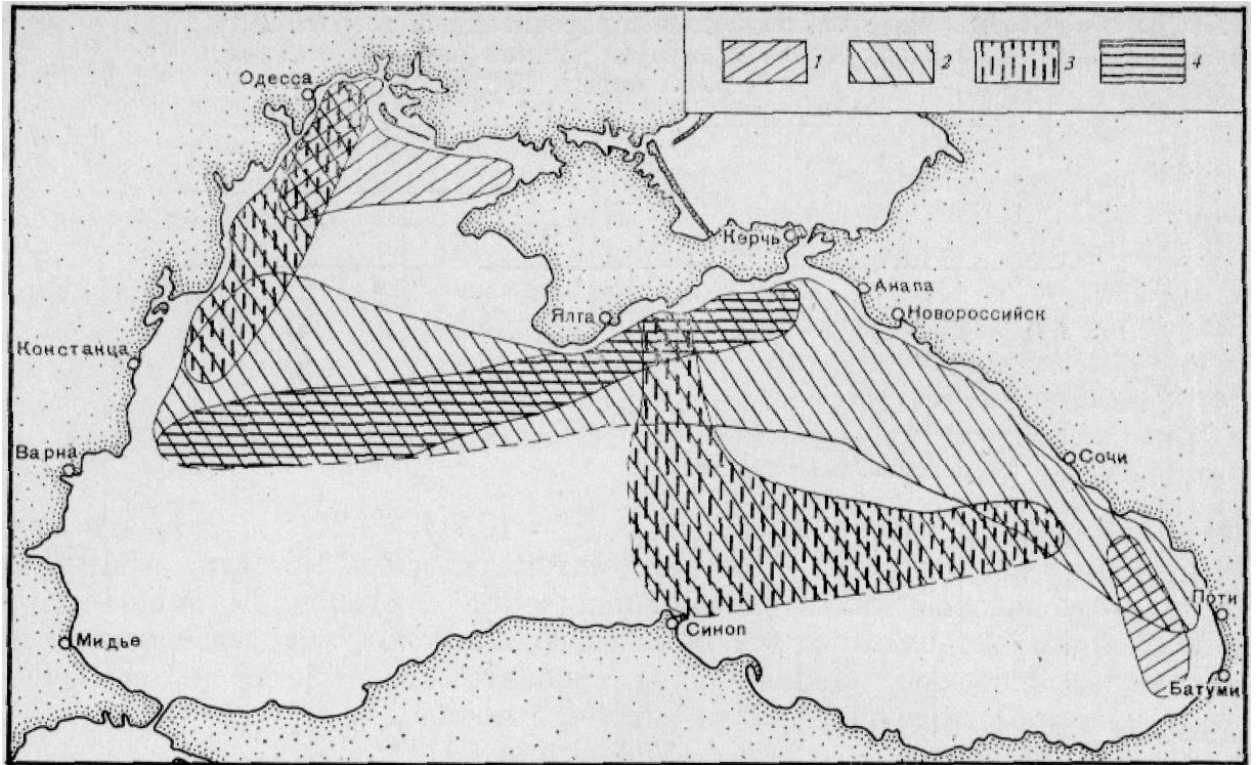 1 2 3 4
Одесса
Керчь
Анапа
Ялта
Новороссийск
Констанца
Варна
Сочи
Поти
Синоп
Мидье
Батуми